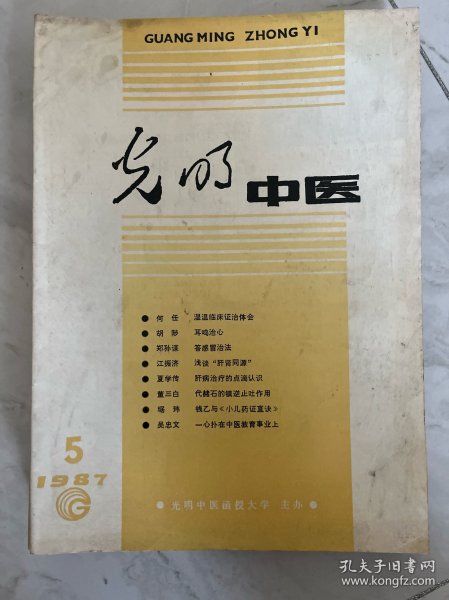 GUANG MING ZHONG YI
光明 中医
● 何任 湿温临床证治体会
● 胡陟 耳鸣治心
● 郑孙谋 答感冒治法
● 江振济 浅谈“肝肾同源”
● 夏学传 肝病治疗的点滴认识
● 董三白 代赭石的镇逆止吐作用
● 琚玮 钱乙与《小儿药证直诀》
● 吴忠文 一心扑在中医教育事业上
5
1987
● 光明中医函授大学 主办 ●
孔夫子旧书网
www.kongfz.com